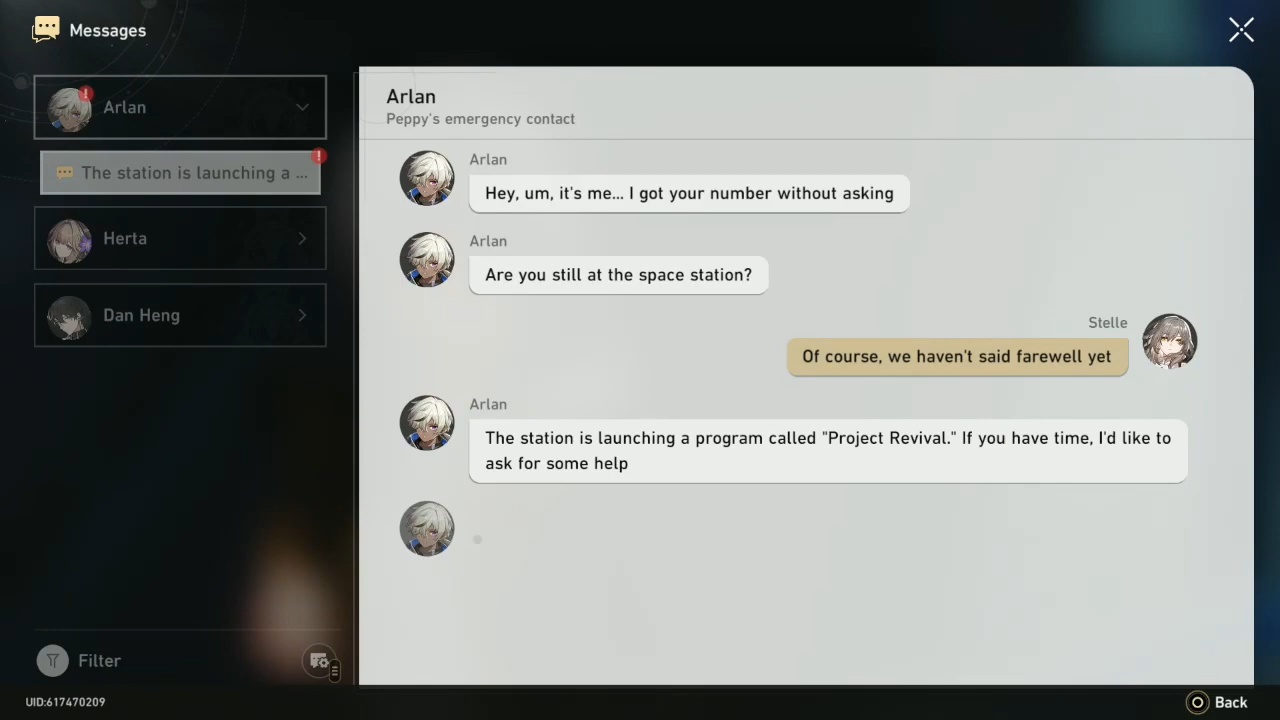 Messages
Arlan
The station is launching a ...
Herta
Dan Heng
Filter
UID:617470209
Arlan
Peppy's emergency contact
Arlan
Hey, um, it's me... I got your number without asking
Arlan
Are you still at the space station?
Stelle
Of course, we haven't said farewell yet
Arlan
The station is launching a program called "Project Revival." If you have time, I'd like to
ask for some help
Back